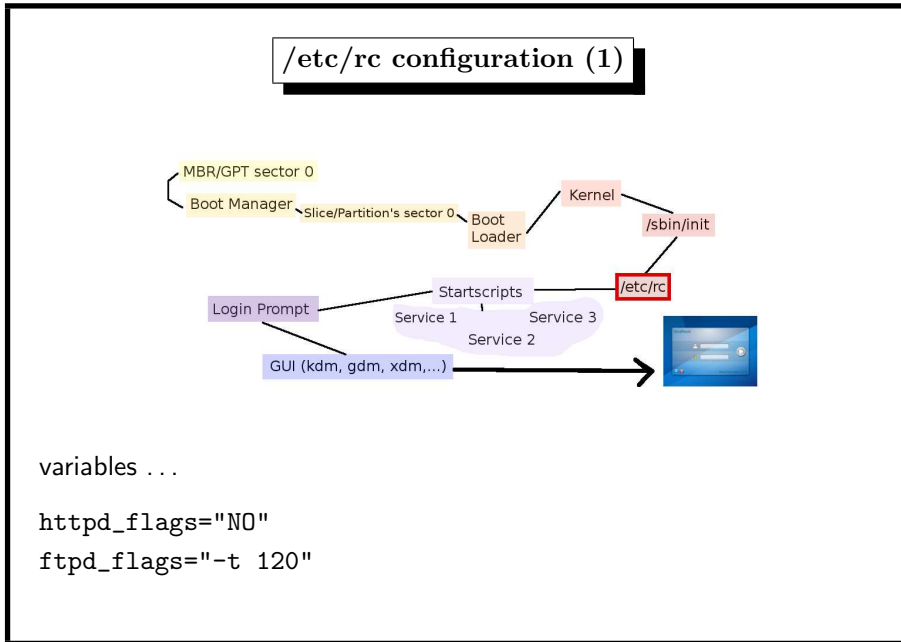 /etc/rc configuration (1)
MBR/GPT sector 0
Boot Manager
Slice/Partition's sector 0
Boot
Loader
Kernel
/sbin/init
/etc/rc
Startscripts
Service 1
Service 2
Service 3
Login Prompt
GUI (kdm, gdm, xdm,...)
variables . . .
httpd_flags="NO"
ftpd_flags="-t 120"